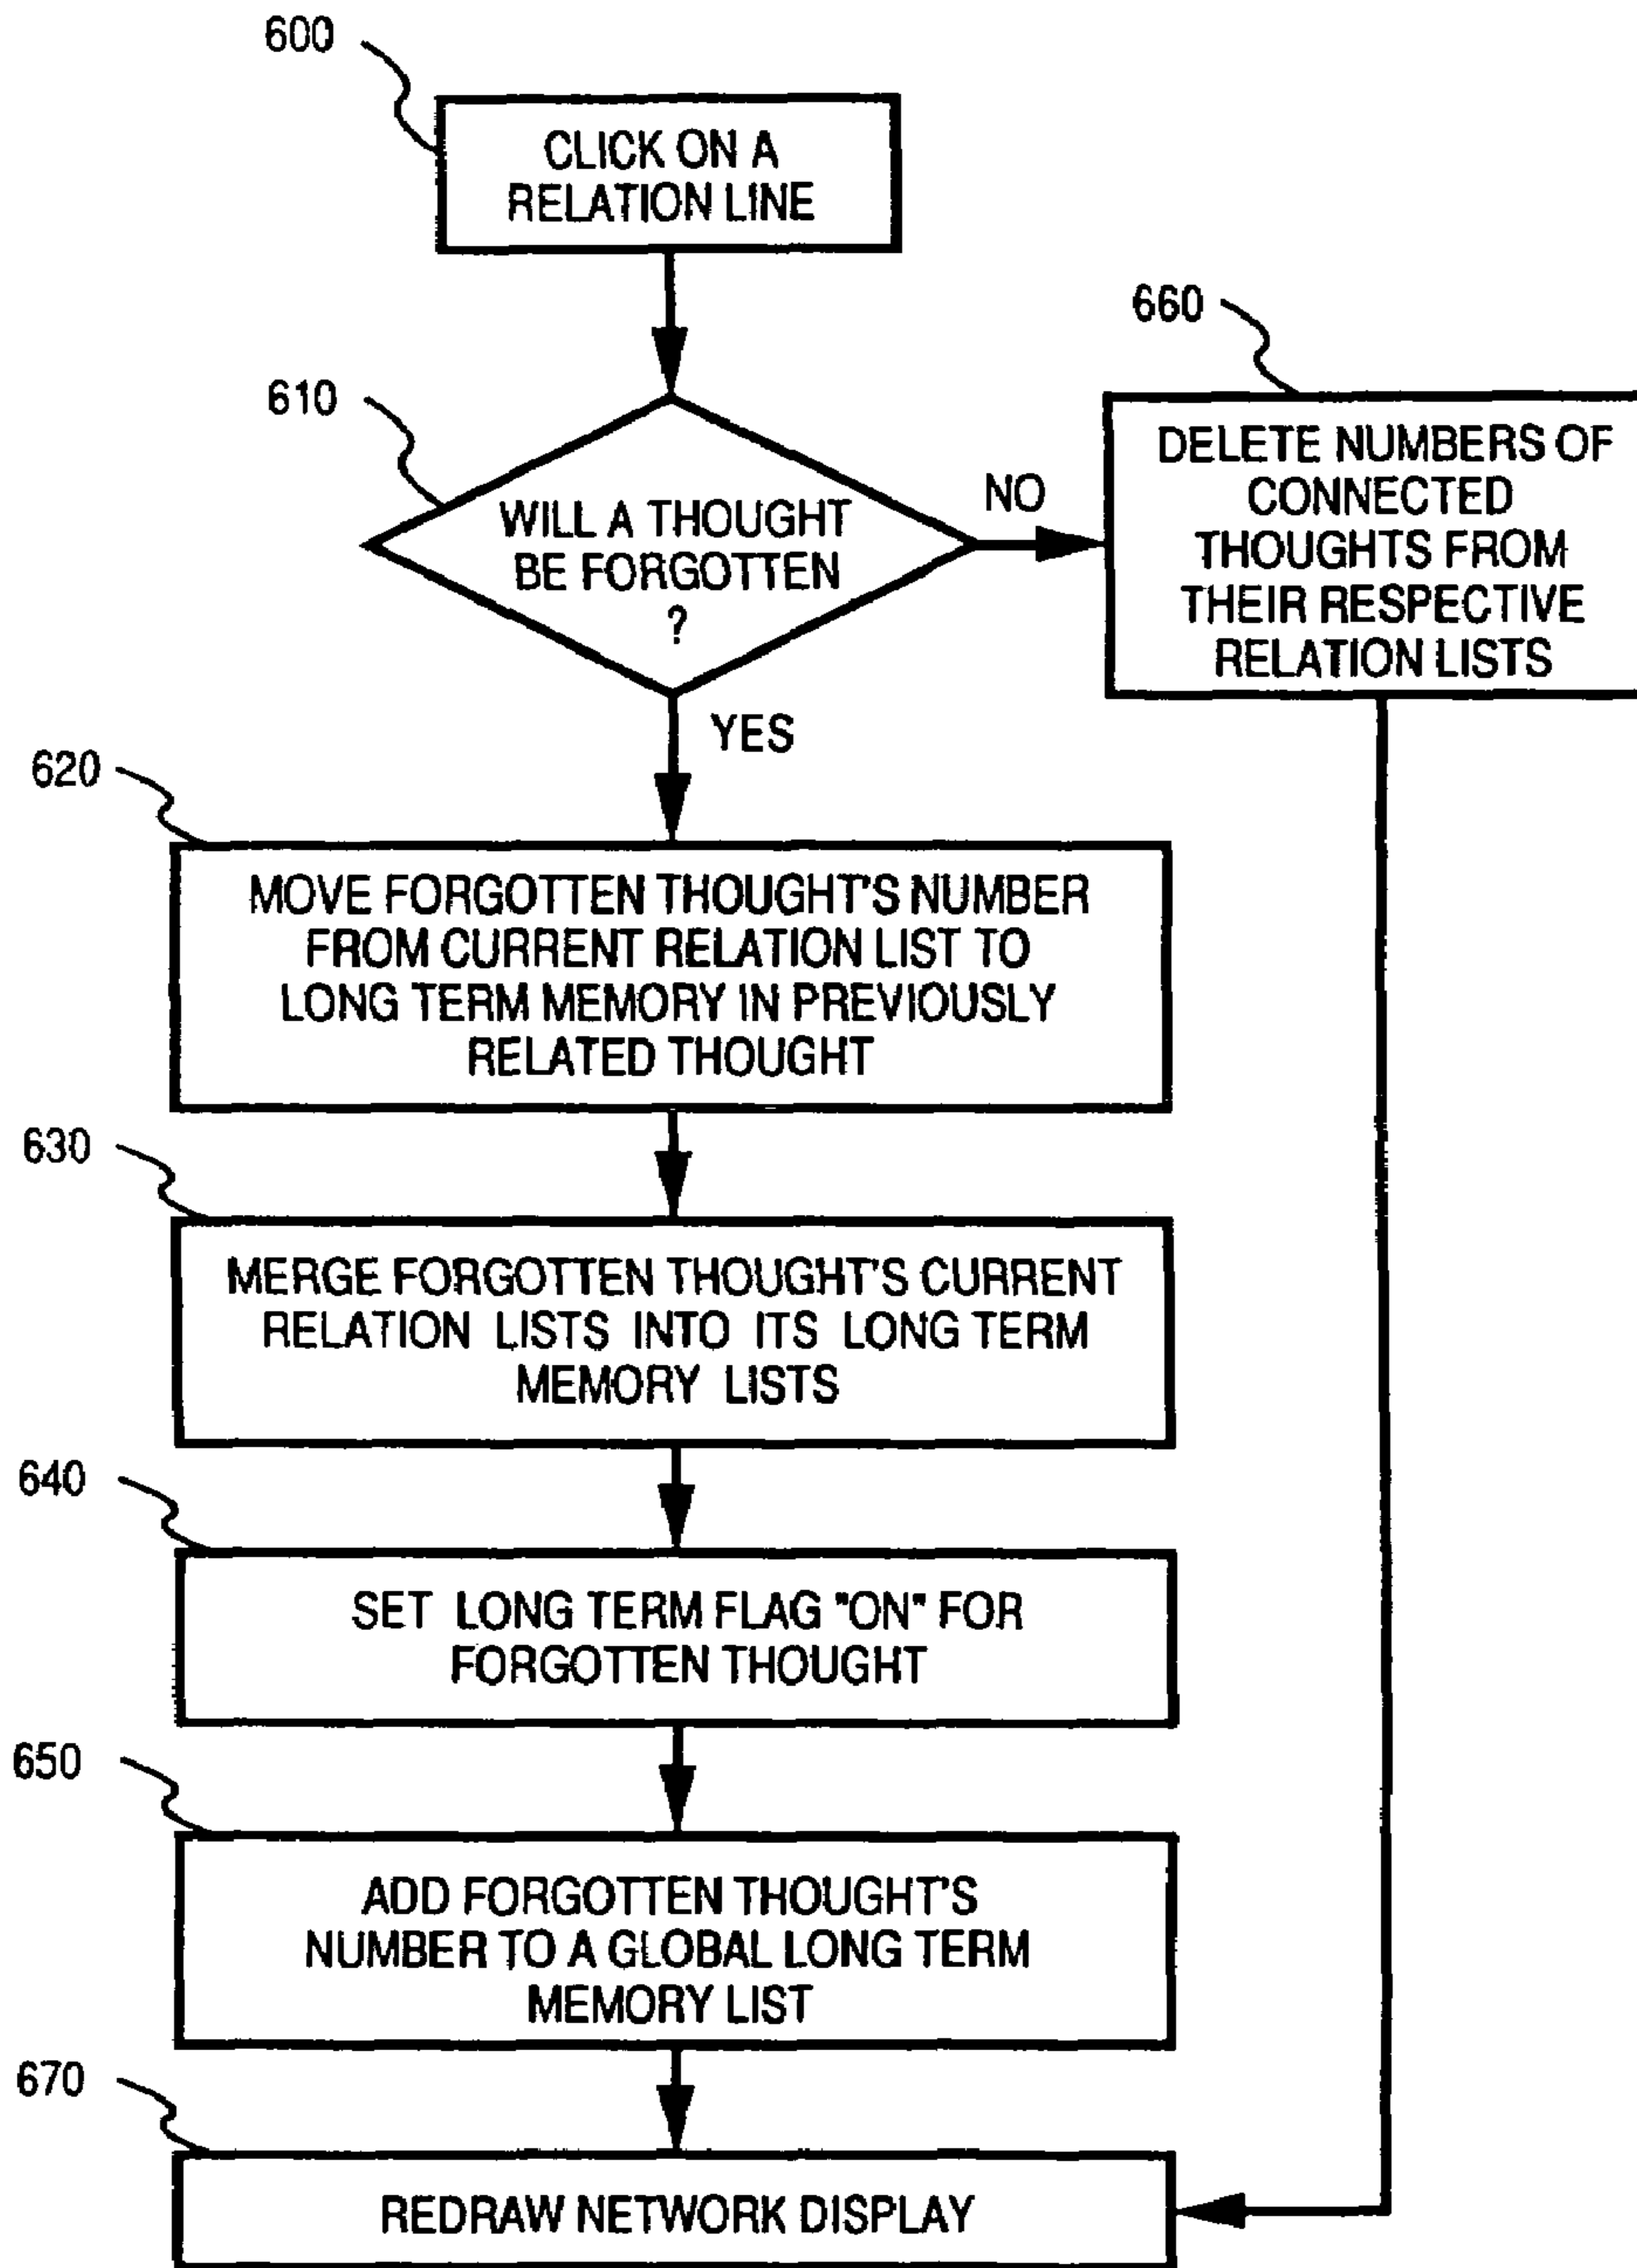 600
CLICK ON A
RELATION LINE
610
WILL A THOUGHT
BE FORGOTTEN
?
NO
660
DELETE NUMBERS OF
CONNECTED
THOUGHTS FROM
THEIR RESPECTIVE
RELATION LISTS
YES
620
MOVE FORGOTTEN THOUGHT'S NUMBER
FROM CURRENT RELATION LIST TO
LONG TERM MEMORY IN PREVIOUSLY
RELATED THOUGHT
630
MERGE FORGOTTEN THOUGHT'S CURRENT
RELATION LISTS INTO ITS LONG TERM
MEMORY LISTS
640
SET LONG TERM FLAG "ON" FOR
FORGOTTEN THOUGHT
650
ADD FORGOTTEN THOUGHT'S
NUMBER TO A GLOBAL LONG TERM
MEMORY LIST
670
REDRAW NETWORK DISPLAY